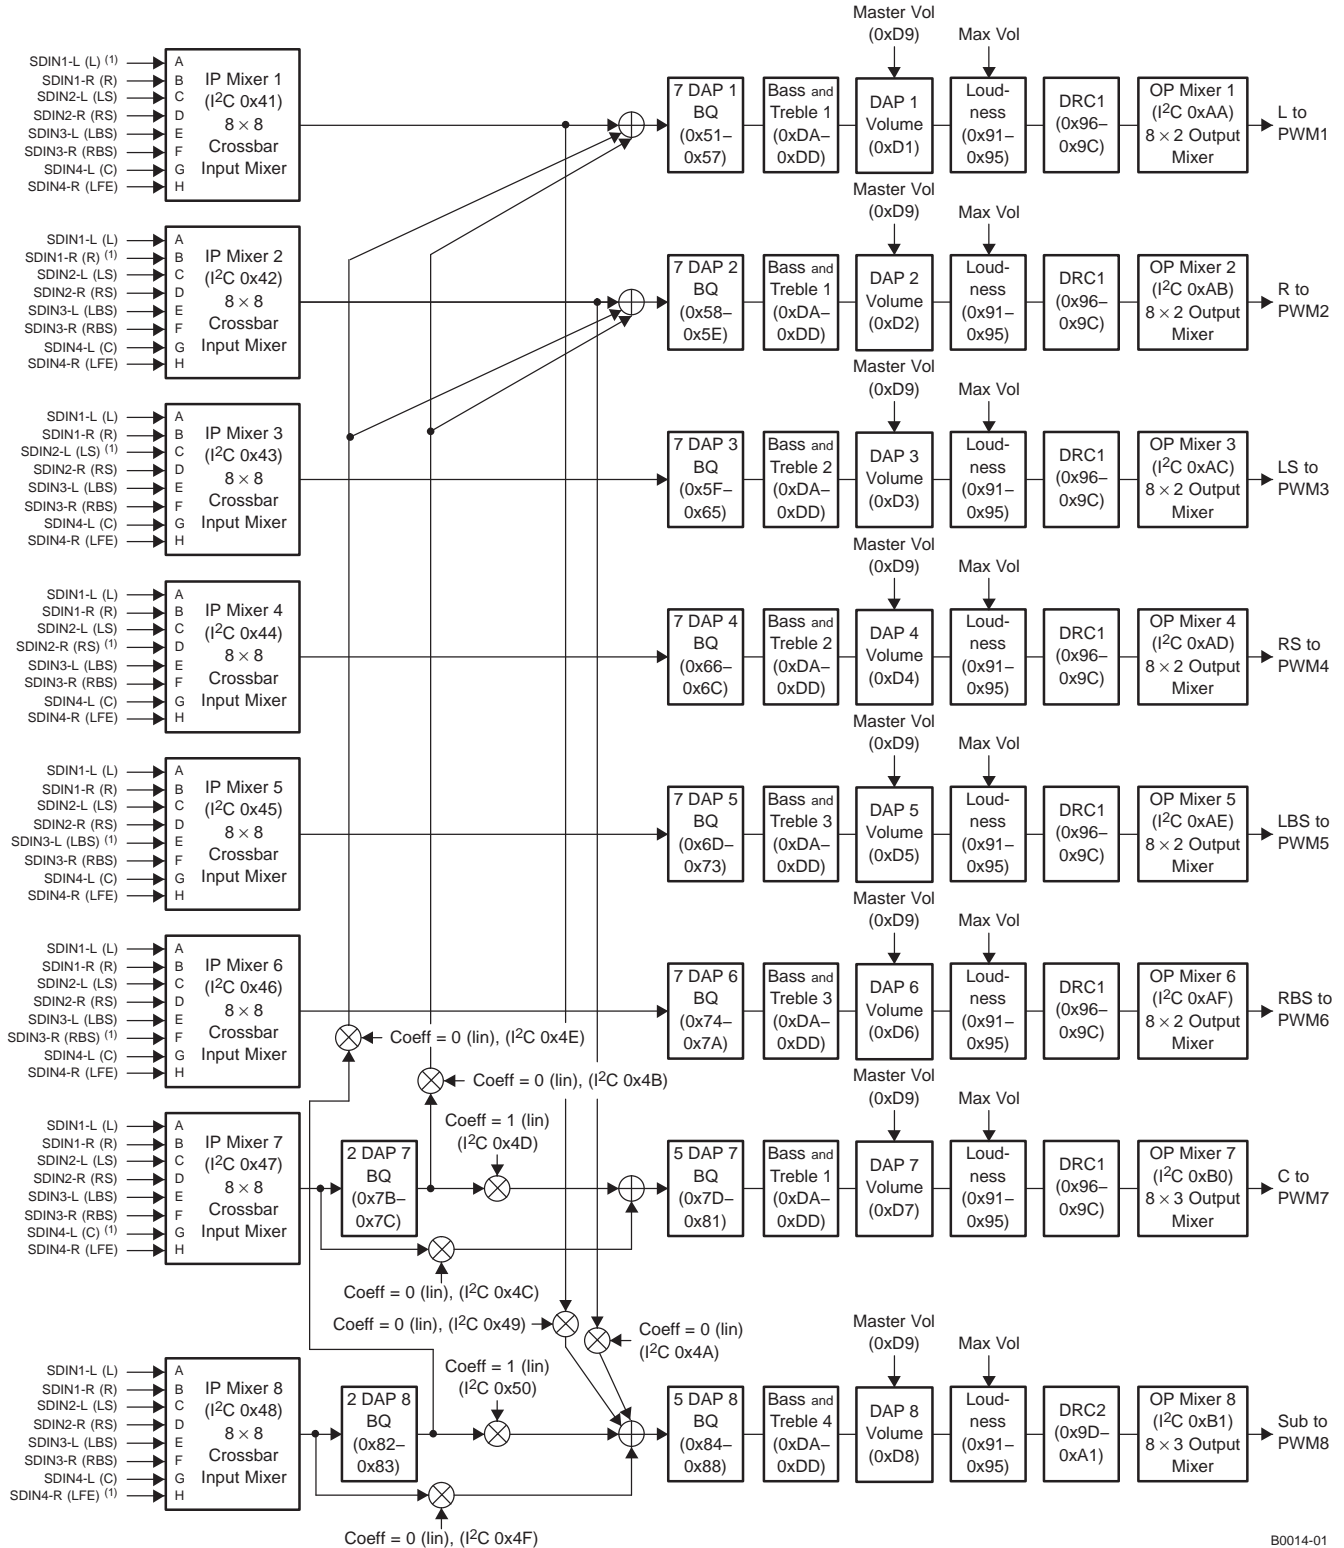 SDIN1-L (L) (1)
SDIN1-R (R)
SDIN2-L (LS)
SDIN2-R (RS)
SDIN3-L (LBS)
SDIN3-R (RBS)
SDIN4-L (C)
SDIN4-R (LFE)
A
B
C
D
E
F
G
H
IP Mixer 1
(I2C 0x41)
8 × 8
Crossbar
Input Mixer
7 DAP 1
BQ
(0x51–
0x57)
Bass and
Treble 1
(0xDA–
0xDD)
Master Vol
(0xD9)
DAP 1
Volume
(0xD1)
Max Vol
Loud-
ness
(0x91–
0x95)
DRC1
(0x96–
0x9C)
OP Mixer 1
(I2C 0xAA)
8 × 2 Output
Mixer
L to
PWM1
SDIN1-L (L)
SDIN1-R (R) (1)
SDIN2-L (LS)
SDIN2-R (RS)
SDIN3-L (LBS)
SDIN3-R (RBS)
SDIN4-L (C)
SDIN4-R (LFE)
A
B
C
D
E
F
G
H
IP Mixer 2
(I2C 0x42)
8 × 8
Crossbar
Input Mixer
7 DAP 2
BQ
(0x58–
0x5E)
Bass and
Treble 1
(0xDA–
0xDD)
Master Vol
(0xD9)
DAP 2
Volume
(0xD2)
Max Vol
Loud-
ness
(0x91–
0x95)
DRC1
(0x96–
0x9C)
OP Mixer 2
(I2C 0xAB)
8 × 2 Output
Mixer
R to
PWM2
SDIN1-L (L)
SDIN1-R (R)
SDIN2-L (LS) (1)
SDIN2-R (RS)
SDIN3-L (LBS)
SDIN3-R (RBS)
SDIN4-L (C)
SDIN4-R (LFE)
A
B
C
D
E
F
G
H
IP Mixer 3
(I2C 0x43)
8 × 8
Crossbar
Input Mixer
7 DAP 3
BQ
(0x5F–
0x65)
Bass and
Treble 2
(0xDA–
0xDD)
Master Vol
(0xD9)
DAP 3
Volume
(0xD3)
Max Vol
Loud-
ness
(0x91–
0x95)
DRC1
(0x96–
0x9C)
OP Mixer 3
(I2C 0xAC)
8 × 2 Output
Mixer
LS to
PWM3
SDIN1-L (L)
SDIN1-R (R)
SDIN2-L (LS)
SDIN2-R (RS) (1)
SDIN3-L (LBS)
SDIN3-R (RBS)
SDIN4-L (C)
SDIN4-R (LFE)
A
B
C
D
E
F
G
H
IP Mixer 4
(I2C 0x44)
8 × 8
Crossbar
Input Mixer
7 DAP 4
BQ
(0x66–
0x6C)
Bass and
Treble 2
(0xDA–
0xDD)
Master Vol
(0xD9)
DAP 4
Volume
(0xD4)
Max Vol
Loud-
ness
(0x91–
0x95)
DRC1
(0x96–
0x9C)
OP Mixer 4
(I2C 0xAD)
8 × 2 Output
Mixer
RS to
PWM4
SDIN1-L (L)
SDIN1-R (R)
SDIN2-L (LS)
SDIN2-R (RS)
SDIN3-L (LBS) (1)
SDIN3-R (RBS)
SDIN4-L (C)
SDIN4-R (LFE)
A
B
C
D
E
F
G
H
IP Mixer 5
(I2C 0x45)
8 × 8
Crossbar
Input Mixer
7 DAP 5
BQ
(0x6D–
0x73)
Bass and
Treble 3
(0xDA–
0xDD)
Master Vol
(0xD9)
DAP 5
Volume
(0xD5)
Max Vol
Loud-
ness
(0x91–
0x95)
DRC1
(0x96–
0x9C)
OP Mixer 5
(I2C 0xAE)
8 × 2 Output
Mixer
LBS to
PWM5
SDIN1-L (L)
SDIN1-R (R)
SDIN2-L (LS)
SDIN2-R (RS)
SDIN3-L (LBS)
SDIN3-R (RBS) (1)
SDIN4-L (C)
SDIN4-R (LFE)
A
B
C
D
E
F
G
H
IP Mixer 6
(I2C 0x46)
8 × 8
Crossbar
Input Mixer
Coeff = 0 (lin), (I2C 0x4E)
Coeff = 0 (lin), (I2C 0x4B)
7 DAP 6
BQ
(0x74–
0x7A)
Bass and
Treble 3
(0xDA–
0xDD)
Master Vol
(0xD9)
DAP 6
Volume
(0xD6)
Max Vol
Loud-
ness
(0x91–
0x95)
DRC1
(0x96–
0x9C)
OP Mixer 6
(I2C 0xAF)
8 × 2 Output
Mixer
RBS to
PWM6
SDIN1-L (L)
SDIN1-R (R)
SDIN2-L (LS)
SDIN2-R (RS)
SDIN3-L (LBS)
SDIN3-R (RBS)
SDIN4-L (C) (1)
SDIN4-R (LFE)
A
B
C
D
E
F
G
H
IP Mixer 7
(I2C 0x47)
8 × 8
Crossbar
Input Mixer
2 DAP 7
BQ
(0x7B–
0x7C)
Coeff = 1 (lin)
(I2C 0x4D)
Coeff = 0 (lin), (I2C 0x4C)
5 DAP 7
BQ
(0x7D–
0x81)
Bass and
Treble 1
(0xDA–
0xDD)
Master Vol
(0xD9)
DAP 7
Volume
(0xD7)
Max Vol
Loud-
ness
(0x91–
0x95)
DRC1
(0x96–
0x9C)
OP Mixer 7
(I2C 0xB0)
8 × 3 Output
Mixer
C to
PWM7
Coeff = 0 (lin), (I2C 0x49)
Coeff = 0 (lin)
(I2C 0x4A)
SDIN1-L (L)
SDIN1-R (R)
SDIN2-L (LS)
SDIN2-R (RS)
SDIN3-L (LBS)
SDIN3-R (RBS)
SDIN4-L (C)
SDIN4-R (LFE) (1)
A
B
C
D
E
F
G
H
IP Mixer 8
(I2C 0x48)
8 × 8
Crossbar
Input Mixer
2 DAP 8
BQ
(0x82–
0x83)
Coeff = 1 (lin)
(I2C 0x50)
Coeff = 0 (lin), (I2C 0x4F)
5 DAP 8
BQ
(0x84–
0x88)
Bass and
Treble 4
(0xDA–
0xDD)
Master Vol
(0xD9)
DAP 8
Volume
(0xD8)
Max Vol
Loud-
ness
(0x91–
0x95)
DRC2
(0x9D–
0xA1)
OP Mixer 8
(I2C 0xB1)
8 × 3 Output
Mixer
Sub to
PWM8
B0014-01